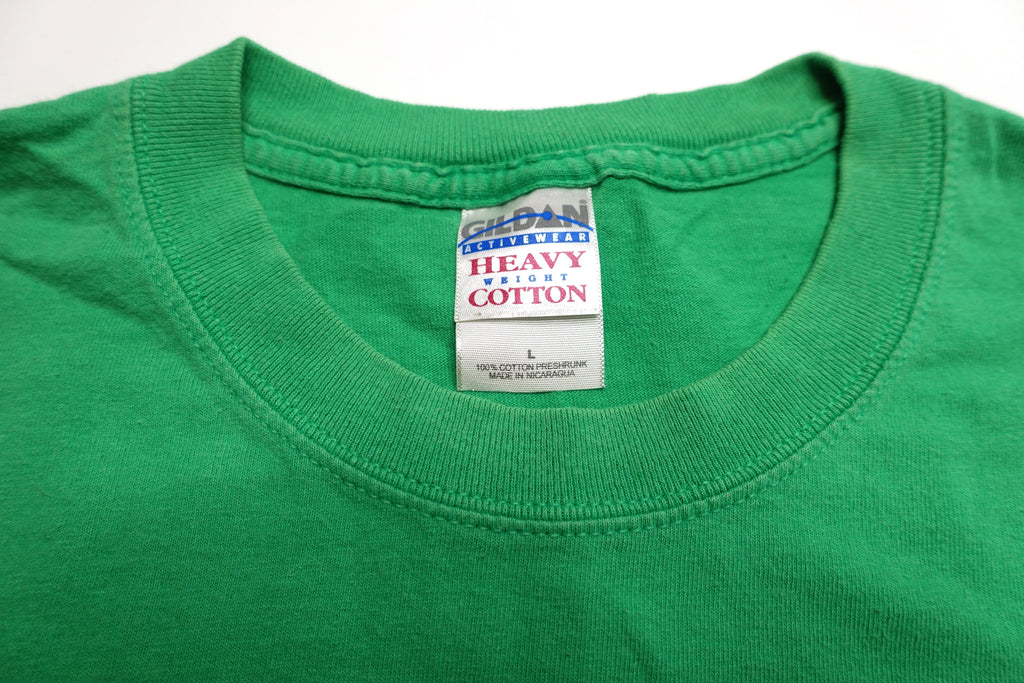 GILDAN
ACTIVEWEAR
HEAVY
WEIGHT
COTTON
L
100% COTTON PRESHRUNK
MADE IN NICARAGUA